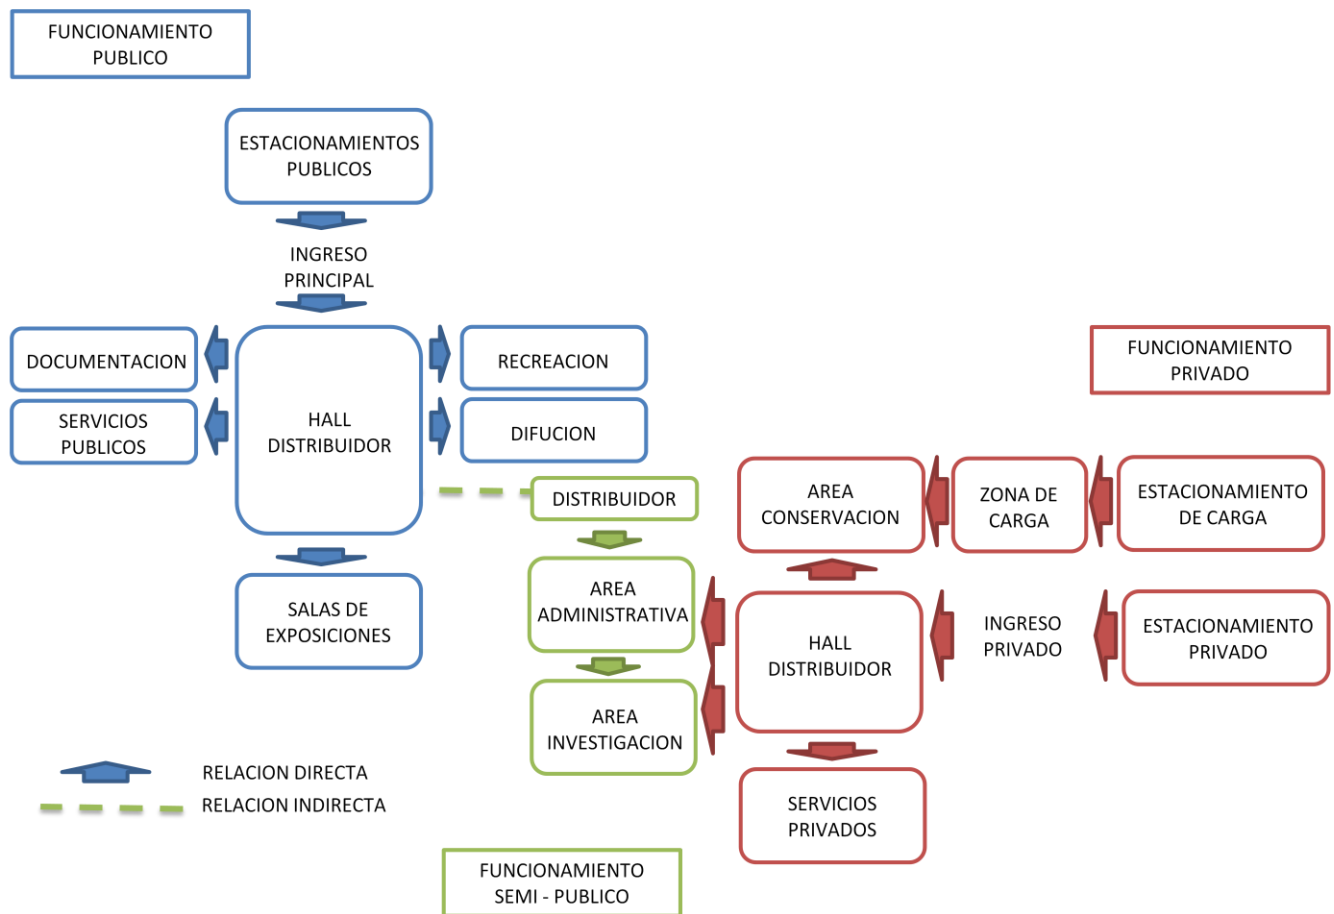 FUNCIONAMIENTO
PUBLICO
ESTACIONAMIENTOS
PUBLICOS
INGRESO
PRINCIPAL
DOCUMENTACION
SERVICIOS
PUBLICOS
HALL
DISTRIBUIDOR
RECREACION
DIFUCION
SALAS DE
EXPOSICIONES
DISTRIBUIDOR
AREA
ADMINISTRATIVA
AREA
INVESTIGACION
FUNCIONAMIENTO
PRIVADO
AREA
CONSERVACION
ZONA DE
CARGA
ESTACIONAMIENTO
DE CARGA
HALL
DISTRIBUIDOR
INGRESO
PRIVADO
ESTACIONAMIENTO
PRIVADO
SERVICIOS
PRIVADOS
RELACION DIRECTA
RELACION INDIRECTA
FUNCIONAMIENTO
SEMI - PUBLICO